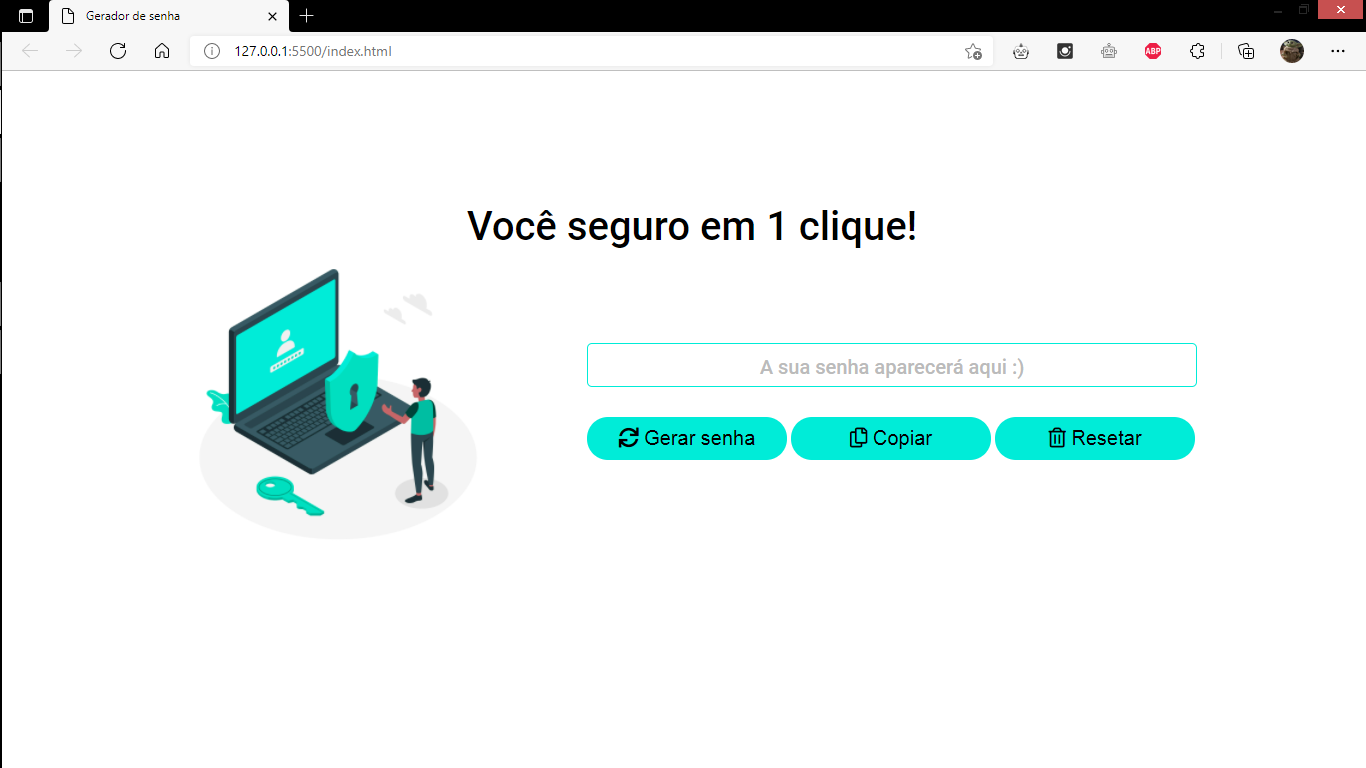 Gerador de senha
127.0.0.1:5500/index.html
ABP
Você seguro em 1 clique!
A sua senha aparecerá aqui :)
Gerar senha Copiar Resetar